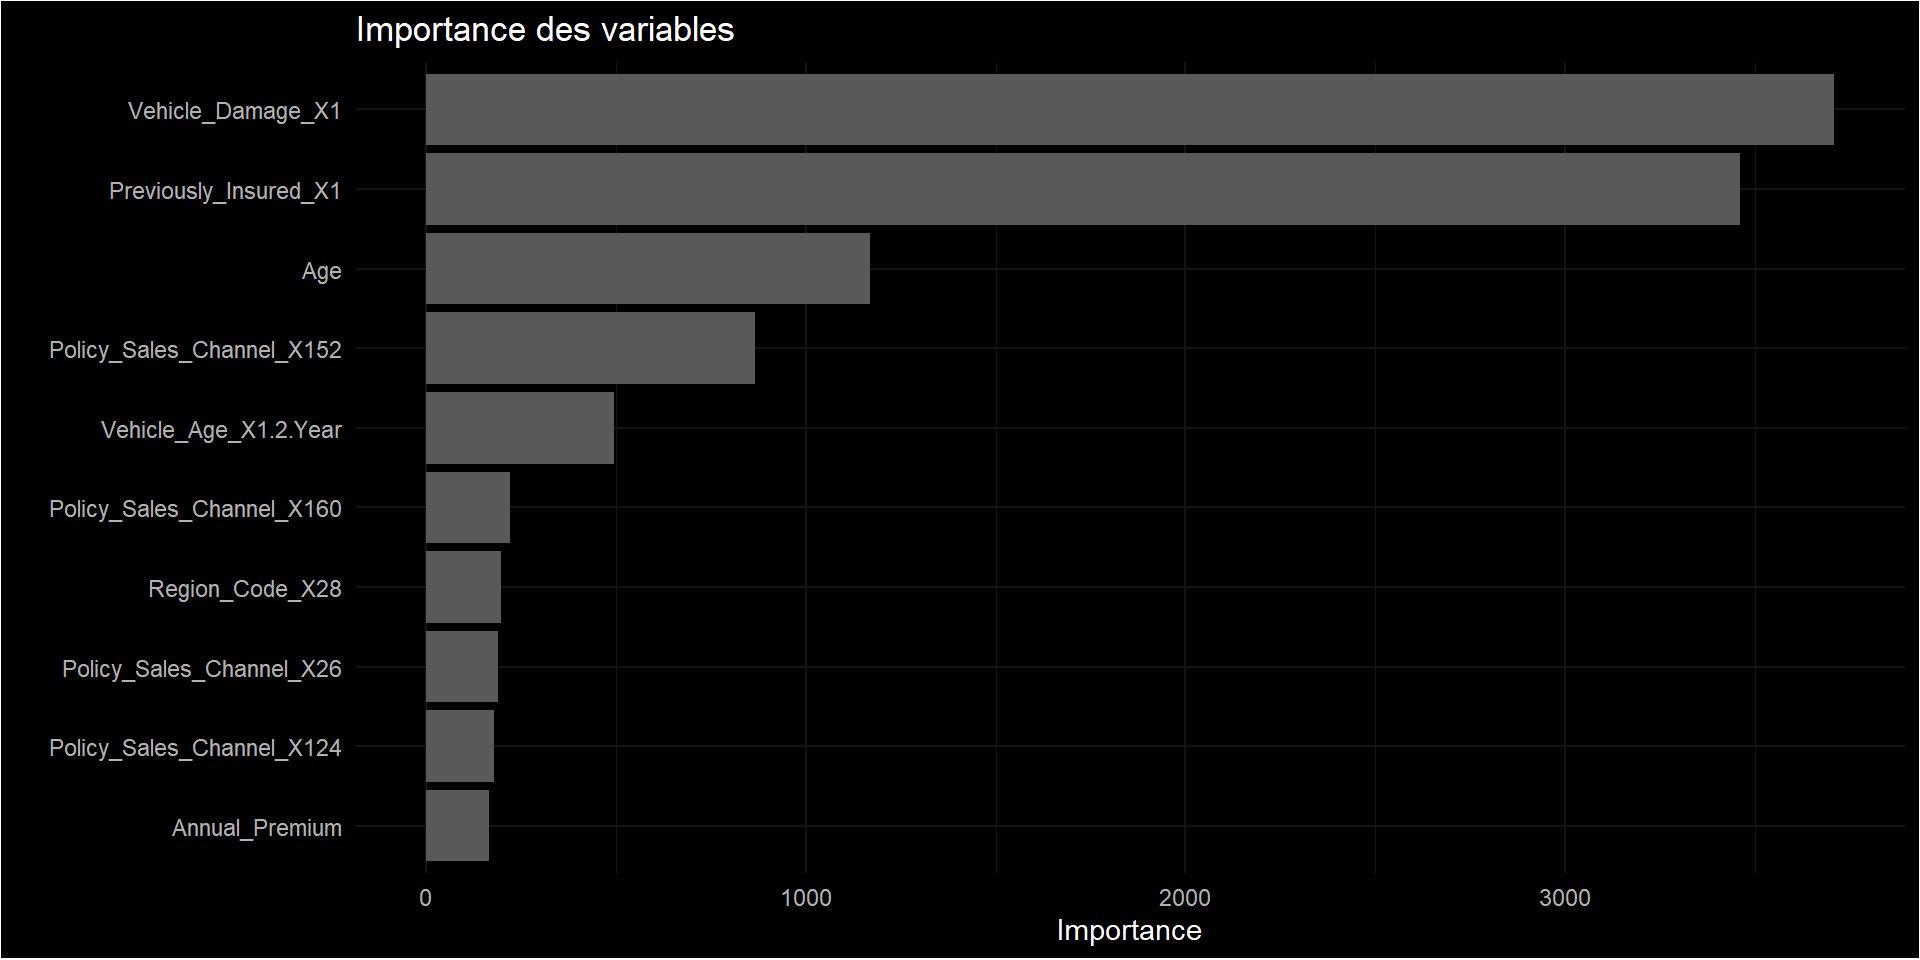 Importance des variables
Vehicle_Damage_X1
Previously_Insured_X1
Age
Policy_Sales_Channel_X152
Vehicle_Age_X1.2.Year
Policy_Sales_Channel_X160
Region_Code_X28
Policy_Sales_Channel_X26
Policy_Sales_Channel_X124
Annual_Premium
0 1000 2000 3000
Importance